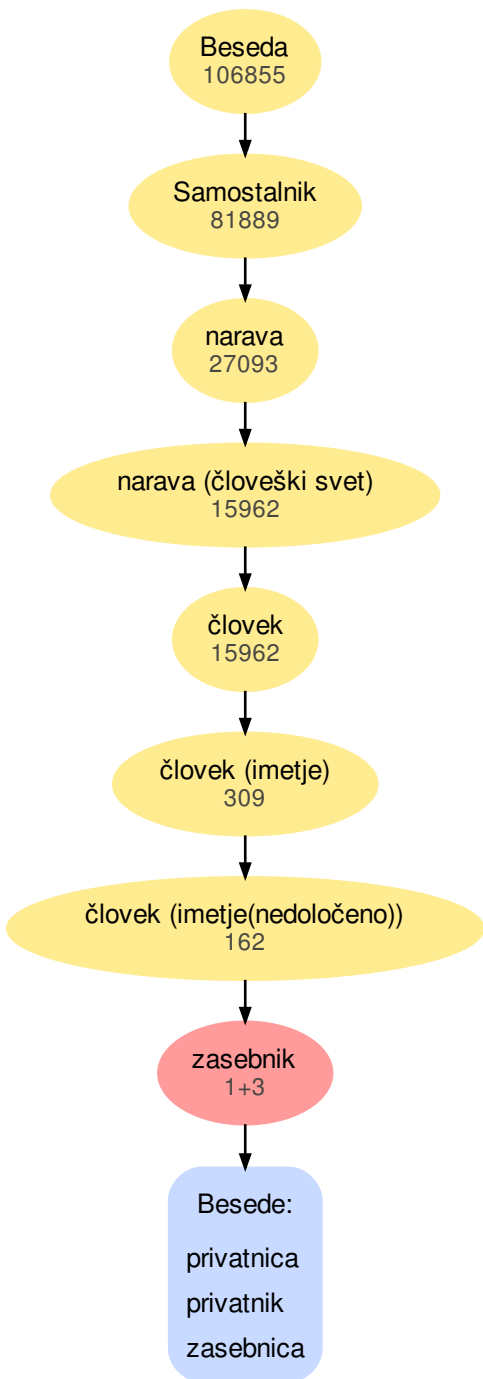 Beseda
106855
Samostalnik
81889
narava
27093
narava (človeški svet)
15962
človek
15962
človek (imetje)
309
človek (imetje(nedoločeno))
162
zasebnik
1+3
Besede:
privatnica
privatnik
zasebnica